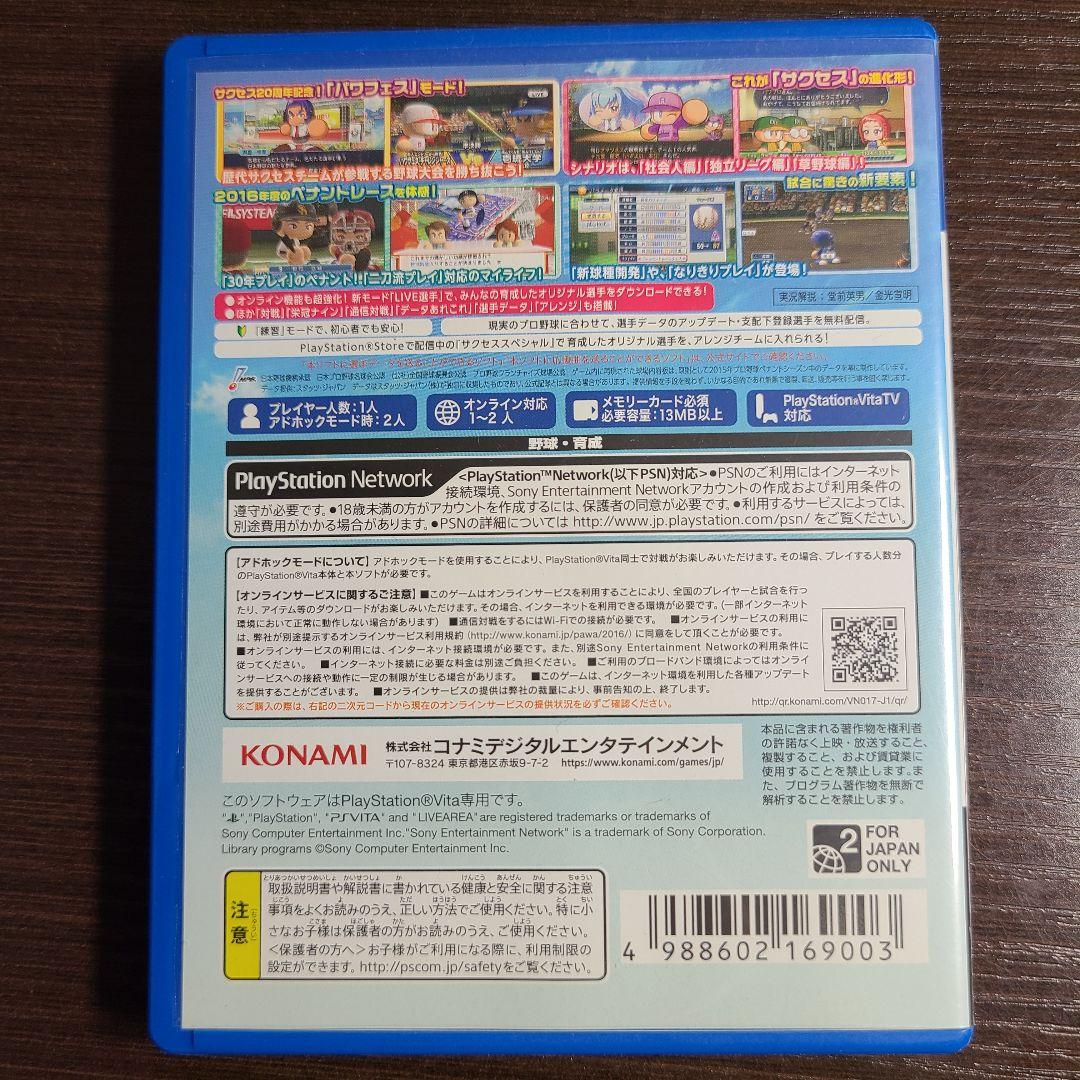 サクセス20周年記念!「パワフェス」モード!
歴代サクセスチームが参戦する野球大会を勝ち抜こう!
これが「サクセス」の進化形!
シナリオは、「社会人編」「独立リーグ編」「草野球編」!!
2016年度のペナントレースを体感!
「30年プレイ」のペナント!「二刀流プレイ」対応のマイライフ!
試合に驚きの新要素!
「新球種開発」や、「なりきりプレイ」が登場!
●オンライン機能も超強化!新モード「LIVE選手」で、みんなの育成したオリジナル選手をダウンロードできる!
●ほか「対戦」「栄冠ナイン」「通信対戦」「データあれこれ」「選手データ」「アレンジ」も搭載!
実況解説:堂前英男/金光宣明
『練習』モードで、初心者でも安心!
現実のプロ野球に合わせて、選手データのアップデート・支配下登録選手を無料配信。
PlayStation®Storeで配信中の「サクセススペシャル」で育成したオリジナル選手を、アレンジチームに入れられる!
プレイヤー人数:1人
アドホックモード時:2人
オンライン対応
1~2人
メモリーカード必須
必要容量:13MB以上
PlayStation®VitaTV
対応
野球・育成
PlayStation Network
<PlayStation™Network(以下PSN)対応>●PSNのご利用にはインターネット
接続環境、Sony Entertainment Networkアカウントの作成および利用条件の
遵守が必要です。●18歳未満の方がアカウントを作成するには、保護者の同意が必要です。●利用するサービスによっては、
別途費用がかかる場合があります。●PSNの詳細については http://www.jp.playstation.com/psn/ をご覧ください。
【アドホックモードについて】アドホックモードを使用することにより、PlayStation®Vita同士で対戦がお楽しみいただけます。その場合、プレイする人数分
のPlayStation®Vita本体と本ソフトが必要です。
【オンラインサービスに関するご注意】■このゲームはオンラインサービスを利用することにより、全国のプレイヤーと試合を行っ
たり、アイテム等のダウンロードがお楽しみいただけます。その場合、インターネットを利用できる環境が必要です。(一部インターネット
環境において正常に動作しない場合があります) ■通信対戦をするにはWi-Fiでの接続が必要です。 ■オンラインサービスの利用に
は、弊社が別途提示するオンラインサービス利用規約(http://www.konami.jp/pawa/2016/)に同意をして頂くことが必要です。
■オンラインサービスの利用には、インターネット接続環境が必要です。また、別途Sony Entertainment Networkの利用条件に
従ってください。 ■インターネット接続に必要な料金は別途ご負担ください。 ■ご利用のブロードバンド環境によってはオンライ
ンサービスへの接続や動作に一定の制限が生じる場合があります。 ■このゲームは、インターネット環境を利用した各種アップデート
を提供することがございます。 ■オンラインサービスの提供は弊社の裁量により、事前告知の上、終了します。
※ご購入の際は、右記の二次元コードから現在のオンラインサービスの提供状況を必ずご確認ください。
http://qr.konami.com/VN017-J1/qr/
KONAMI
株式会社コナミデジタルエンタテインメント
〒107-8324 東京都港区赤坂9-7-2 https://www.konami.com/games/jp/
本品に含まれる著作物を権利者
の許諾なく上映・放送すること、
複製すること、および賃貸業に
使用することを禁止します。ま
た、プログラム著作物を無断で
解析することを禁止します。
このソフトウェアはPlayStation®Vita専用です。
"","PlayStation", "PSVITA" and "LIVEAREA" are registered trademarks or trademarks of
Sony Computer Entertainment Inc."Sony Entertainment Network" is a trademark of Sony Corporation.
Library programs ©Sony Computer Entertainment Inc.
2
FOR
JAPAN
ONLY
注意
取扱説明書や解説書に書かれている健康と安全に関する注意
事項をよくお読みのうえ、正しい方法でご使用ください。特に小
さなお子様は保護者の方がお読みのうえ、ご使用ください。
<保護者の方へ>お子様がご利用になる際に、利用制限の
設定ができます。http://pscom.jp/safetyをご覧ください。
4 988602 169003